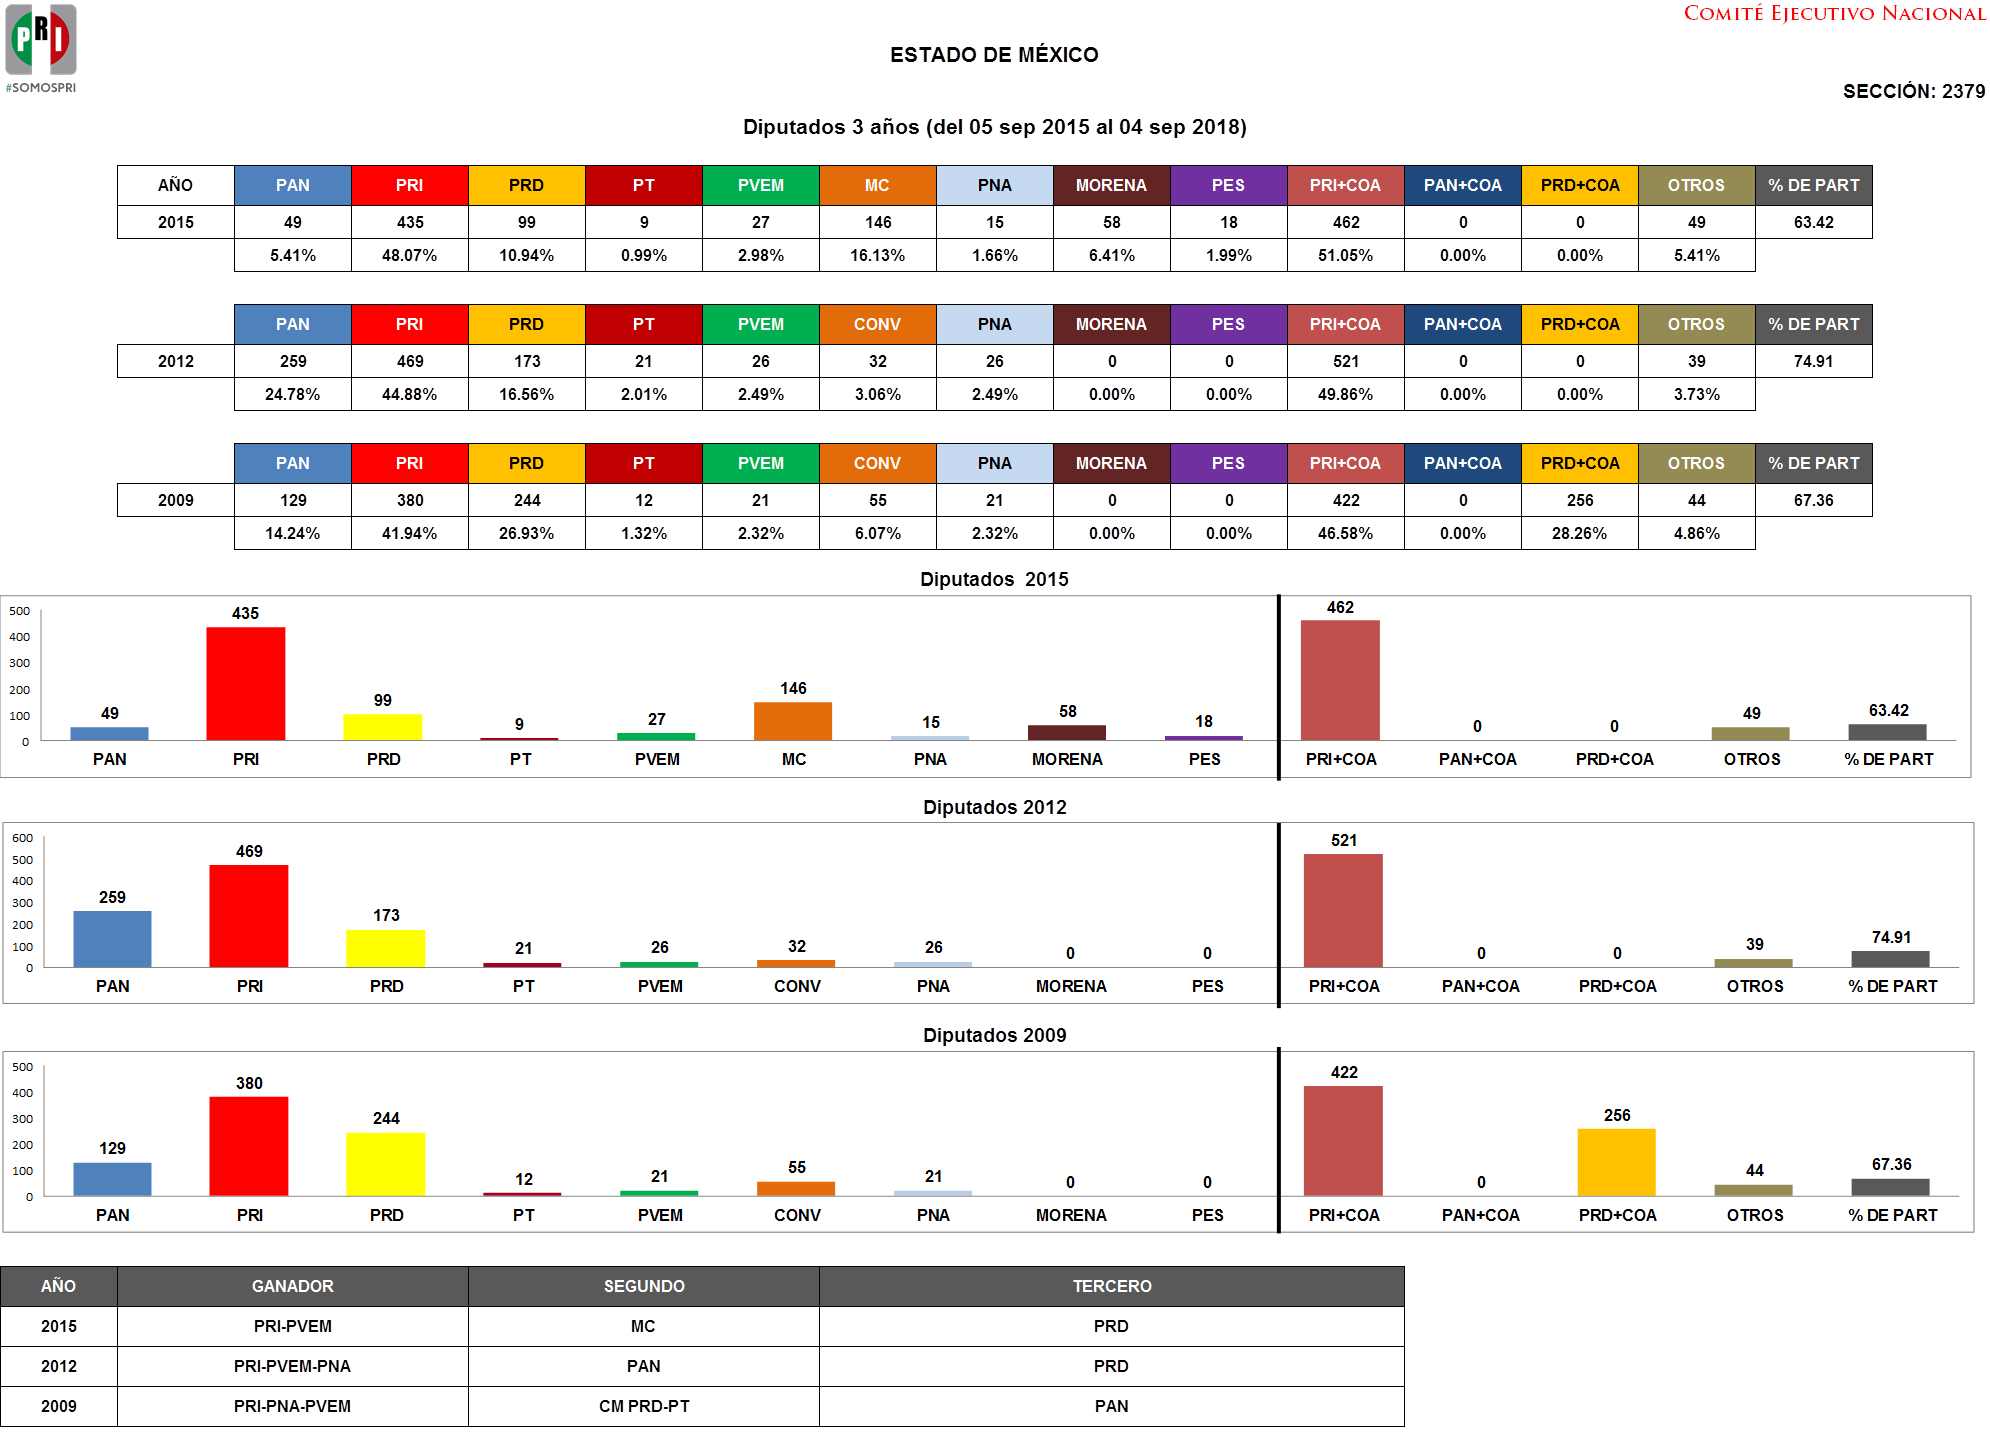 PRI
#SOMOSPRI
COMITÉ EJECUTIVO NACIONAL
ESTADO DE MÉXICO
SECCIÓN: 2379
Diputados 3 años (del 05 sep 2015 al 04 sep 2018)
AÑO PAN PRI PRD PT PVEM MC PNA MORENA PES PRI+COA PAN+COA PRD+COA OTROS % DE PART
2015 49 435 99 9 27 146 15 58 18 462 0 0 49 63.42
5.41% 48.07% 10.94% 0.99% 2.98% 16.13% 1.66% 6.41% 1.99% 51.05% 0.00% 0.00% 5.41%
PAN PRI PRD PT PVEM CONV PNA MORENA PES PRI+COA PAN+COA PRD+COA OTROS % DE PART
2012 259 469 173 21 26 32 26 0 0 521 0 0 39 74.91
24.78% 44.88% 16.56% 2.01% 2.49% 3.06% 2.49% 0.00% 0.00% 49.86% 0.00% 0.00% 3.73%
PAN PRI PRD PT PVEM CONV PNA MORENA PES PRI+COA PAN+COA PRD+COA OTROS % DE PART
2009 129 380 244 12 21 55 21 0 0 422 0 256 44 67.36
14.24% 41.94% 26.93% 1.32% 2.32% 6.07% 2.32% 0.00% 0.00% 46.58% 0.00% 28.26% 4.86%
Diputados 2015
500
400
300
200
100
0
49 435 99 9 27 146 15 58 18 462 0 0 49 63.42
PAN PRI PRD PT PVEM MC PNA MORENA PES PRI+COA PAN+COA PRD+COA OTROS % DE PART
Diputados 2012
600
500
400
300
200
100
0
259 469 173 21 26 32 26 0 0 521 0 0 39 74.91
PAN PRI PRD PT PVEM CONV PNA MORENA PES PRI+COA PAN+COA PRD+COA OTROS % DE PART
Diputados 2009
500
400
300
200
100
0
129 380 244 12 21 55 21 0 0 422 0 256 44 67.36
PAN PRI PRD PT PVEM CONV PNA MORENA PES PRI+COA PAN+COA PRD+COA OTROS % DE PART
AÑO GANADOR SEGUNDO TERCERO
2015 PRI-PVEM MC PRD
2012 PRI-PVEM-PNA PAN PRD
2009 PRI-PNA-PVEM CM PRD-PT PAN